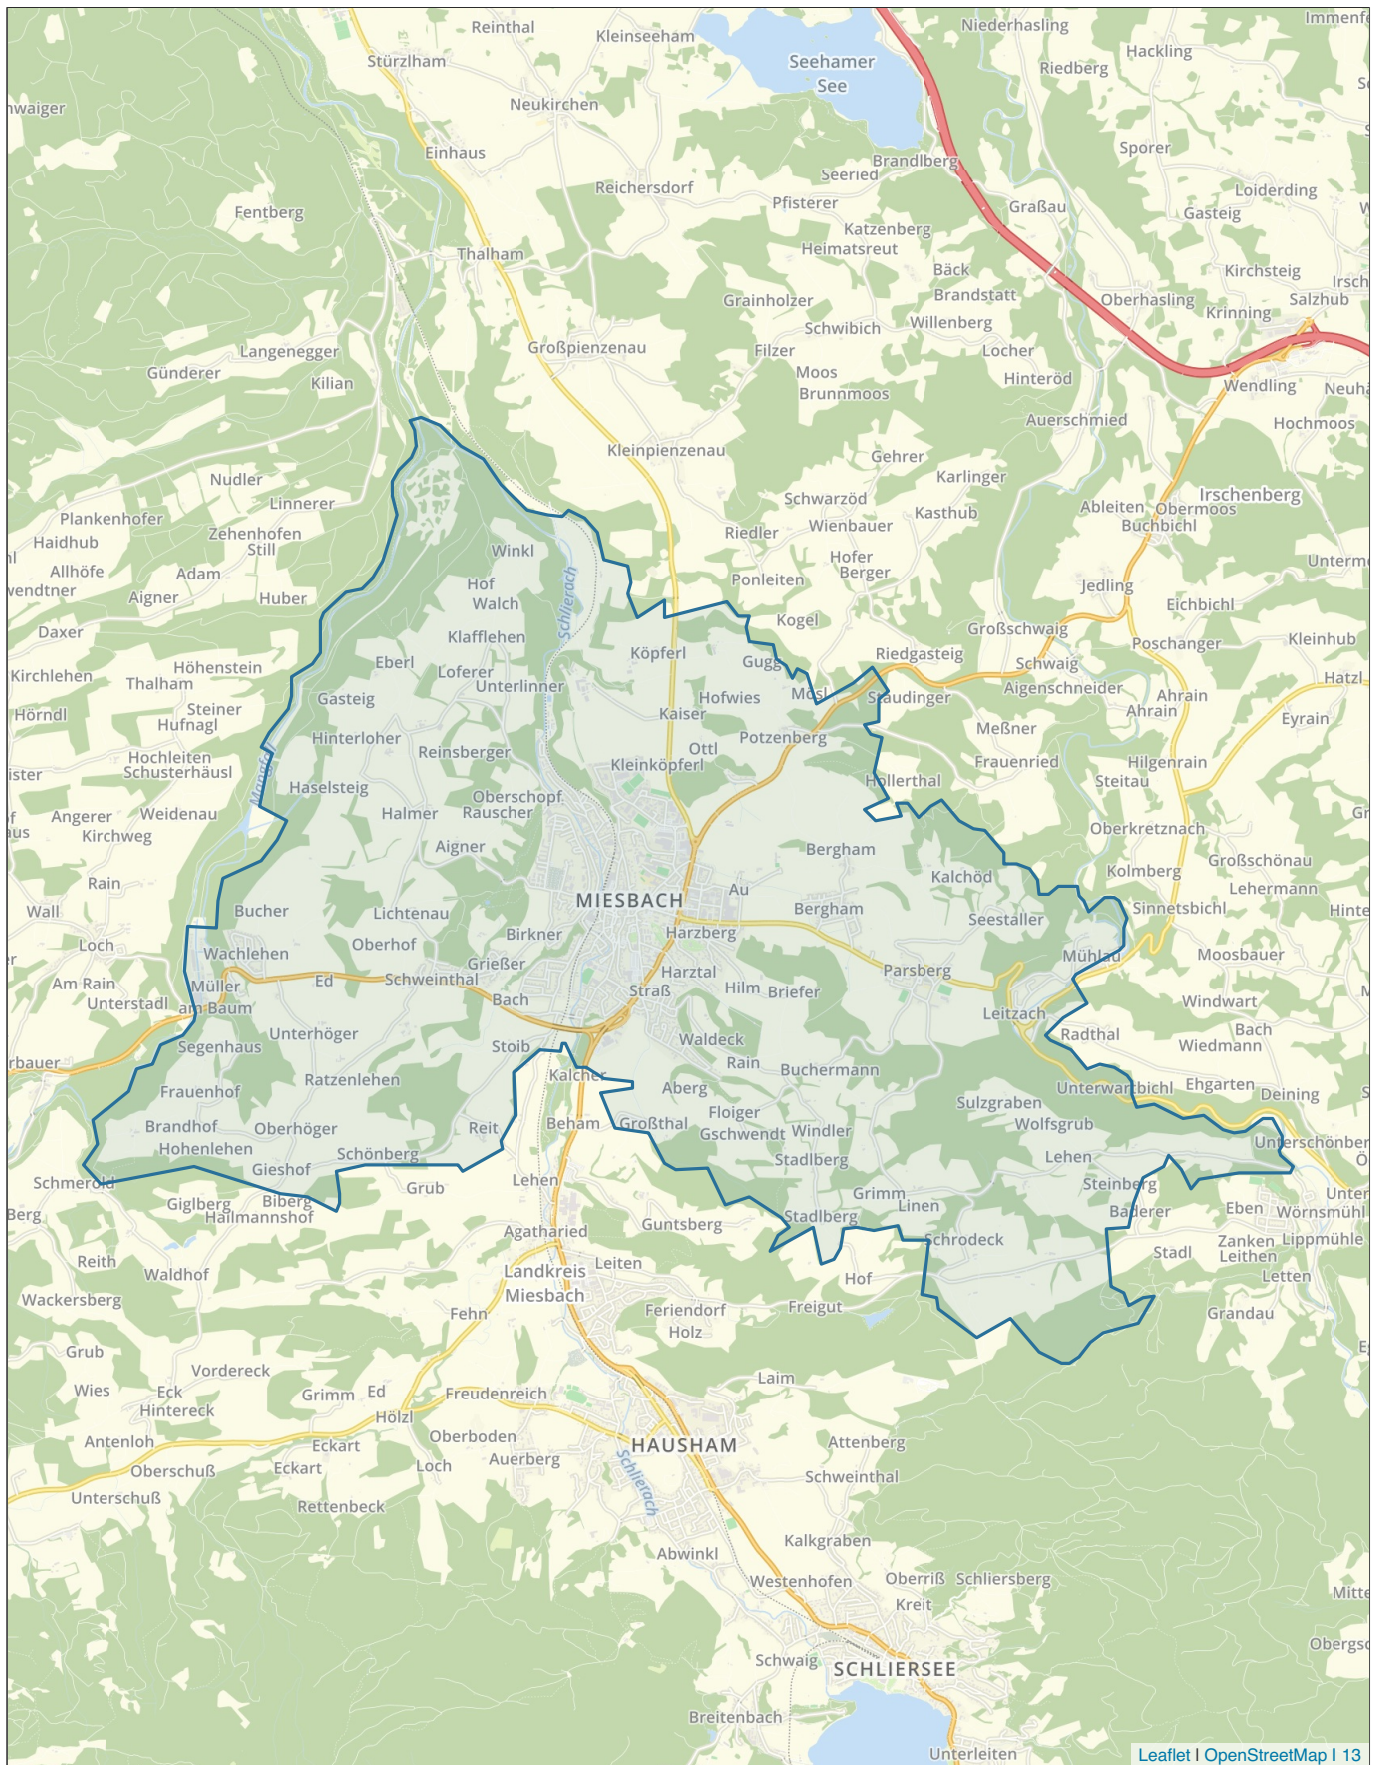 Reinthal
Kleinseeham
Niederhasling
Hackling
Stürzlham
Seehamer
See
Riedberg
Neukirchen
Einhaus
Brandlberg
Seeried
Sporer
Reichersdorf
Pfisterer
Loiderding
Fentberg
Graßau
Gasteig
Katzenberg
Heimatsreut
Thalham
Bäck
Kirchsteig
Grainholzer
Brandstatt
Oberhasling
Salzhub
Krinning
Schwibich
Willenberg
Langenegger
Großpienzenau
Filzer
Locher
Günderer
Kilian
Moos
Brunnmoos
Hinteröd
Wendling
Auerschmied
Hochmoos
Kleinpienzenau
Gehrer
Nudler
Karlinger
Linnerer
Schwarzöd
Irschenberg
Plankenhofer
Haidhub
Zehenhofen
Still
Wienbauer
Kasthub
Ableiten
Obermoos
Buchbichl
Riedler
Winkl
Hofer
Berger
Allhöfe
Adam
Aigner
Huber
Hof
Walch
Ponleiten
Jedling
Eichbichl
Schlierach
Daxer
Klafflehen
Kogel
Großschwaig
Poschanger
Kleinhub
Köpferl
Gugg
Riedgasteig
Schwaig
Kirchlehen
Höhenstein
Thalham
Eberl
Loferer
Unterlinner
Hofwies
Mösl
Staudinger
Aigenschneider
Ahrain
Ahrain
Hatzl
Hörndl
Steiner
Hufnagl
Gasteig
Kaiser
Meßner
Eyrain
Hinterloher
Reinsberger
Ottl
Potzenberg
Hochleiten
Schusterhäusl
Kleinköpferl
Frauenried
Hilgenrain
Steitau
Haselsteig
Oberschopf
Rauscher
Hollerthal
Angerer
Weidenau
Kirchweg
Halmer
Oberkretznach
Aigner
Bergham
Großschönau
Rain
Kalchöd
Kolmberg
Lehermann
Au
MIESBACH
Wall
Bucher
Lichtenau
Bergham
Seestaller
Sinnetsbichl
Loch
Oberhof
Birkner
Harzberg
Wachlehen
Grießer
Mühlau
Moosbauer
Am Rain
Müller
am Baum
Ed
Schweinthal
Harztal
Parsberg
Unterstadl
Bach
Straß
Hilm
Briefer
Leitzach
Windwart
Unterhöger
Waldeck
Radthal
Bach
Wiedmann
Segenhaus
Stoib
Rain
Buchermann
Kalcher
Ratzenlehen
Frauenhof
Aberg
Unterwartbichl
Ehgarten
Deining
Floiger
Sulzgraben
Brandhof
Oberhöger
Reit
Beham
Großthal
Gschwendt
Windler
Wolfsgrub
Hohenlehen
Schönberg
Gieshof
Stadlberg
Lehen
Schmerold
Grub
Lehen
Grimm
Steinberg
Giglberg
Biberg
Hailmannshof
Linen
Baderer
Eben
Wörnsmühl
Guntsberg
Stadlberg
Agatharied
Schrodeck
Zanken
Leithen
Lippmühle
Stadl
Reith
Waldhof
Landkreis
Miesbach
Leiten
Hof
Letten
Wackersberg
Fehn
Feriendorf
Holz
Freigut
Grandau
Grub
Vordereck
Laim
Wies
Eck
Hintereck
Grimm
Ed
Freudenreich
Hölzl
Antenloh
Eckart
Oberboden
HAUSHAM
Attenberg
Oberschuß
Eckart
Loch
Auerberg
Schlierach
Schweinthal
Unterschuß
Rettenbeck
Kalkgraben
Abwinkl
Westenhofen
Oberriß
Schliersberg
Kreit
Schwaig
SCHLIERSEE
Breitenbach
Unterleiten
Leaflet | OpenStreetMap | 13